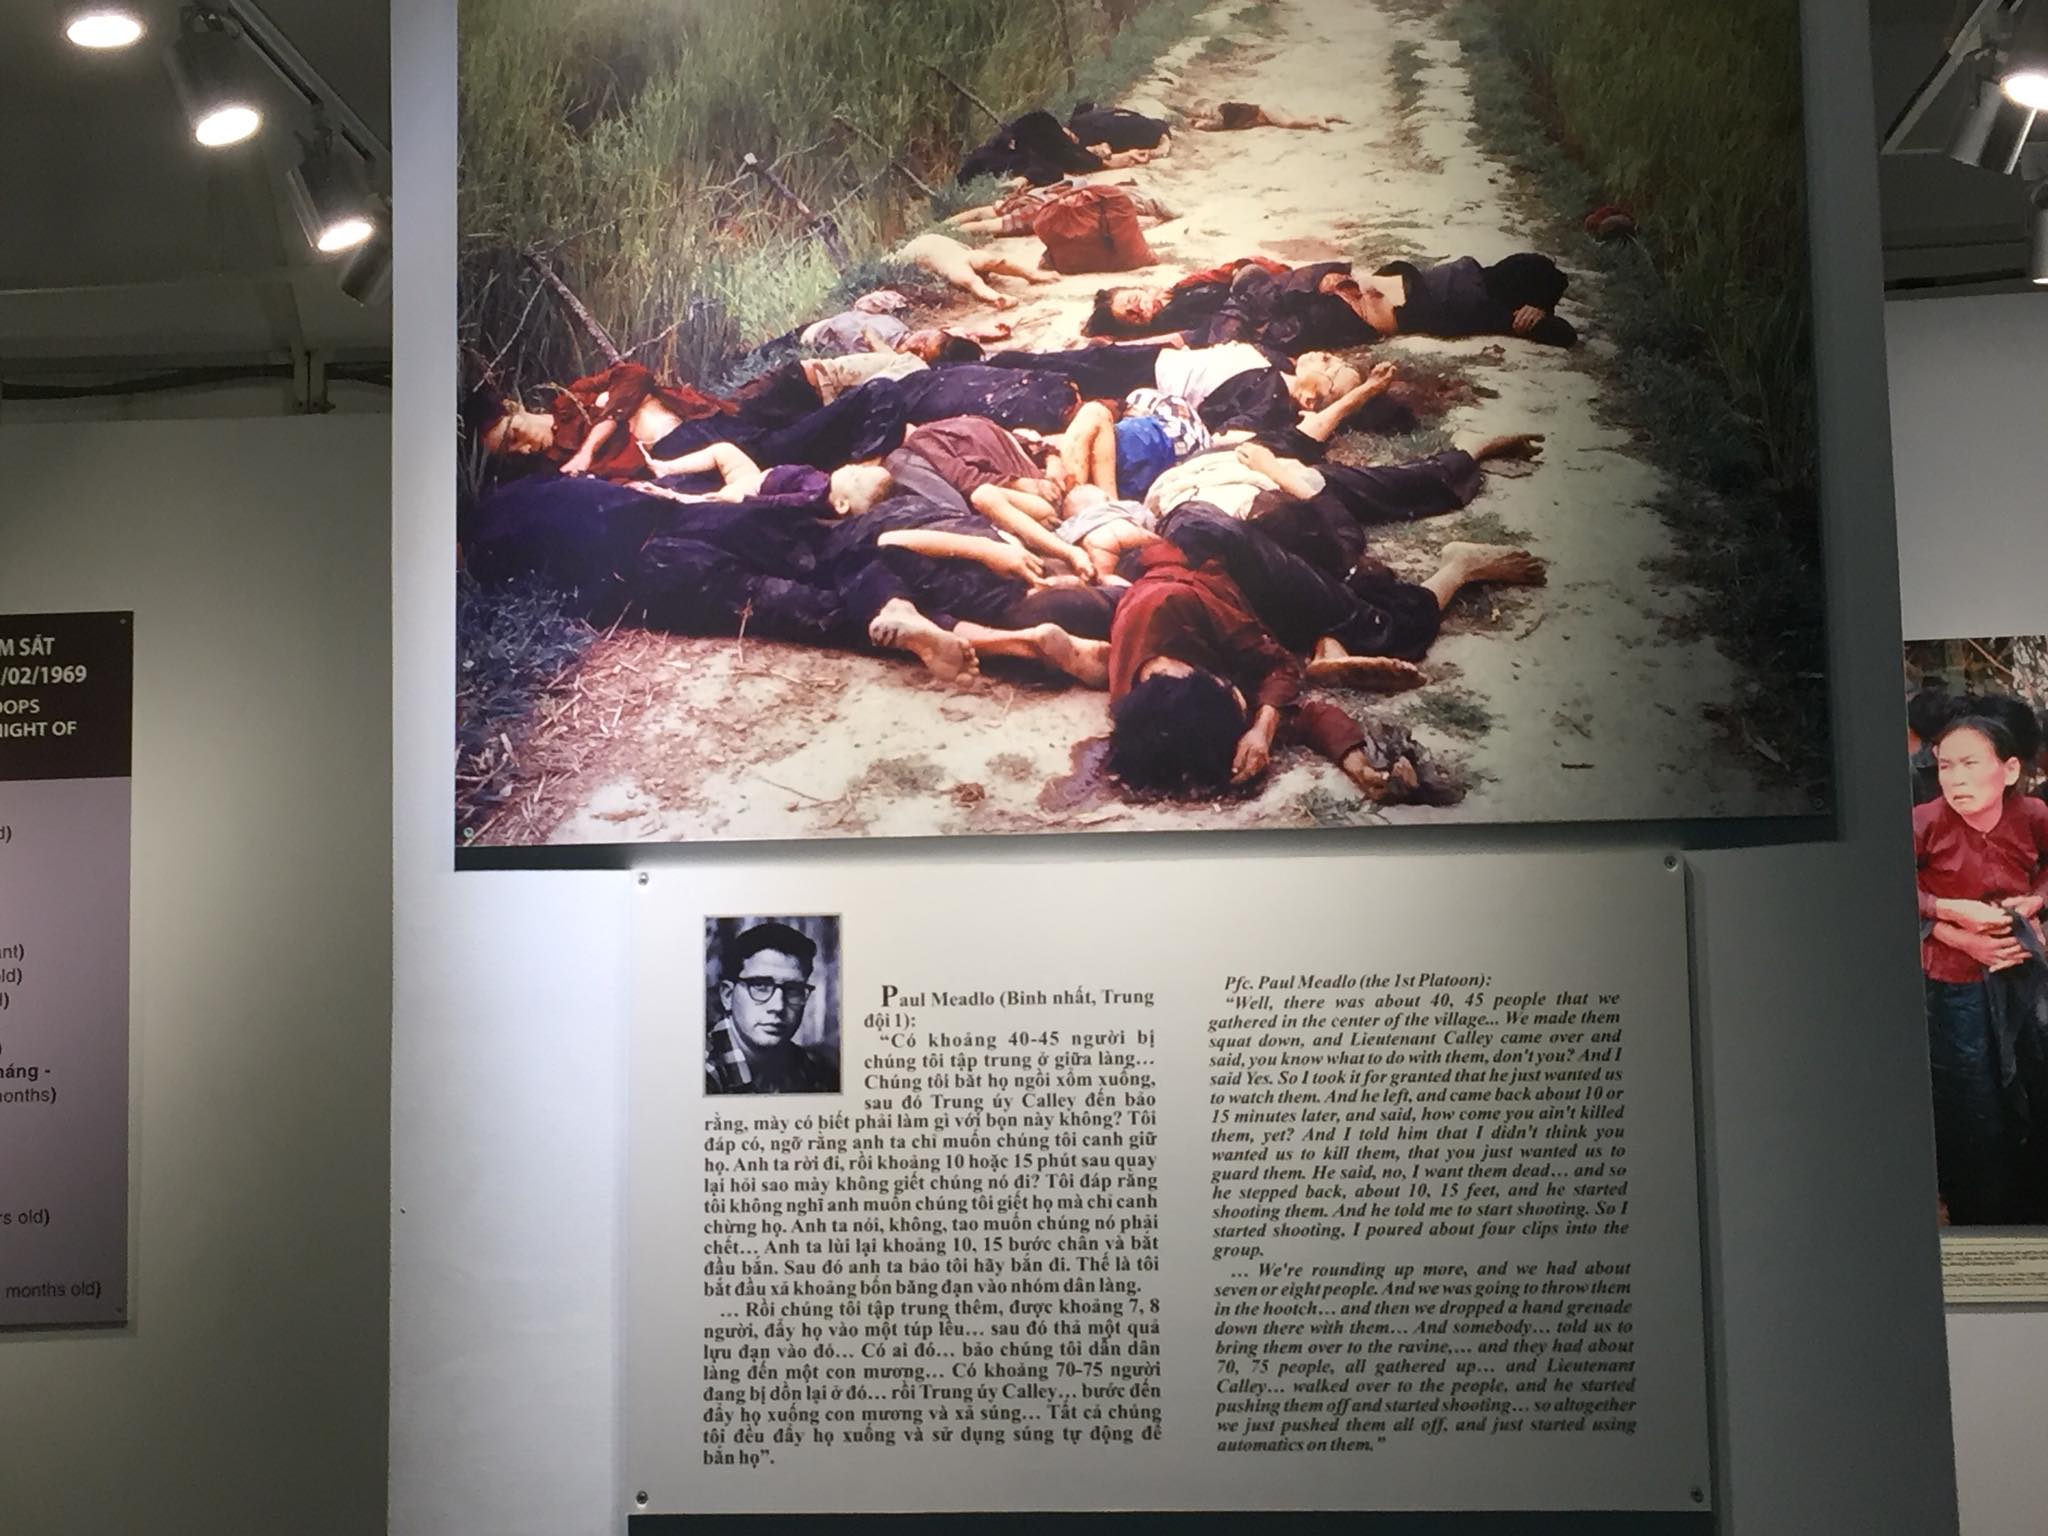 M SÁT
/02/1969
OOPS
IGHT OF
d)
ant)
old)
d)
)
háng -
months)
rs old)
months old)
Paul Meadlo (Binh nhất, Trung
đội 1):
“Có khoảng 40-45 người bị
chúng tôi tập trung ở giữa làng...
Chúng tôi bắt họ ngồi xổm xuống,
sau đó Trung úy Calley đến bảo
rằng, mày có biết phải làm gì với bọn này không? Tôi
đáp có, ngỡ rằng anh ta chỉ muốn chúng tôi canh giữ
họ. Anh ta rời đi, rồi khoảng 10 hoặc 15 phút sau quay
lại hỏi sao mày không giết chúng nó đi? Tôi đáp rằng
tôi không nghĩ anh muốn chúng tôi giết họ mà chỉ canh
chừng họ. Anh ta nói, không, tao muốn chúng nó phải
chết... Anh ta lùi lại khoảng 10, 15 bước chân và bắt
đầu bắn. Sau đó anh ta bảo tôi hãy bắn đi. Thế là tôi
bắt đầu xả khoảng bốn băng đạn vào nhóm dân làng.
... Rồi chúng tôi tập trung thêm, được khoảng 7, 8
người, đẩy họ vào một túp lều... sau đó thả một quả
lựu đạn vào đó... Có ai đó... bảo chúng tôi dẫn dân
làng đến một con mương... Có khoảng 70-75 người
đang bị dồn lại ở đó... rồi Trung úy Calley... bước đến
đẩy họ xuống con mương và xả súng... Tất cả chúng
tôi đều đẩy họ xuống và sử dụng súng tự động để
bắn họ”.
Pfc. Paul Meadlo (the 1st Platoon):
“Well, there was about 40, 45 people that we
gathered in the center of the village... We made them
squat down, and Lieutenant Calley came over and
said, you know what to do with them, don't you? And I
said Yes. So I took it for granted that he just wanted us
to watch them. And he left, and came back about 10 or
15 minutes later, and said, how come you ain't killed
them, yet? And I told him that I didn't think you
wanted us to kill them, that you just wanted us to
guard them. He said, no, I want them dead... and so
he stepped back, about 10, 15 feet, and he started
shooting them. And he told me to start shooting. So I
started shooting, I poured about four clips into the
group.
... We're rounding up more, and we had about
seven or eight people. And we was going to throw them
in the hootch... and then we dropped a hand grenade
down there with them... And somebody... told us to
bring them over to the ravine,... and they had about
70, 75 people, all gathered up... and Lieutenant
Calley... walked over to the people, and he started
pushing them off and started shooting... so altogether
we just pushed them all off, and just started using
automatics on them.”